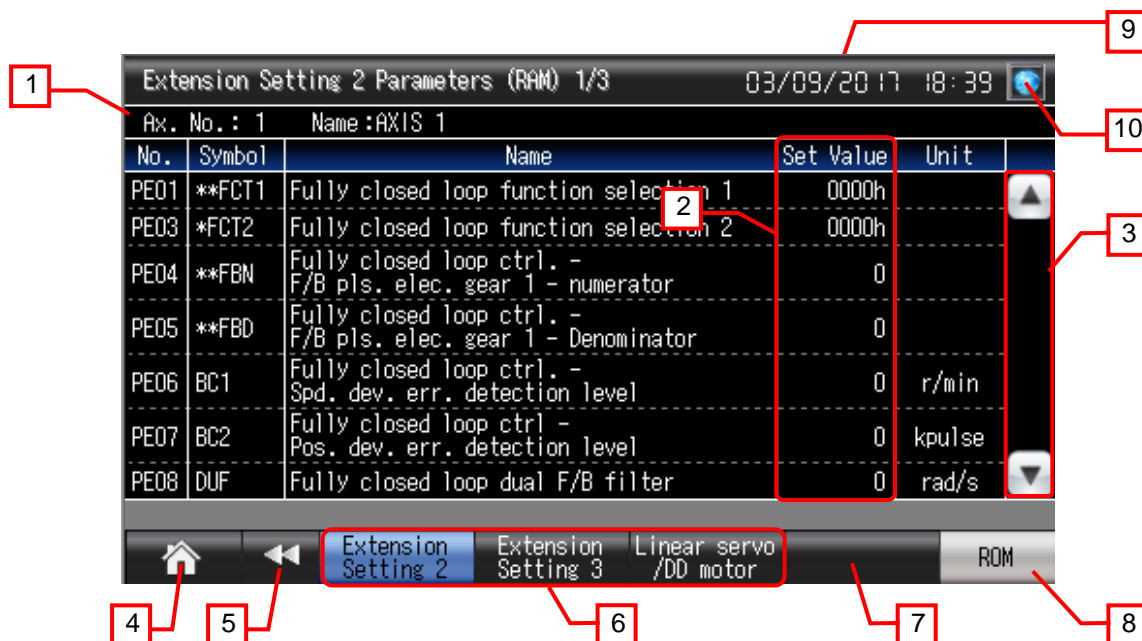 9
1
Extension Setting 2 Parameters (RAM) 1/3 03/09/2017 18:39
10
Ax. No.: 1 Name:AXIS 1
No. Symbol Name Set Value Unit
PE01 **FCT1 Fully closed loop function selection 1 0000h
2
PE03 *FCT2 Fully closed loop function selection 2 0000h
3
PE04 **FBN Fully closed loop ctrl. -
F/B pls. elec. gear 1 - numerator 0
PE05 **FBD Fully closed loop ctrl. -
F/B pls. elec. gear 1 - Denominator 0
PE06 BC1 Fully closed loop ctrl. -
Spd. dev. err. detection level 0 r/min
PE07 BC2 Fully closed loop ctrl -
Pos. dev. err. detection level 0 kpulse
PE08 DUF Fully closed loop dual F/B filter 0 rad/s
Extension
Setting 2
Extension
Setting 3
Linear servo
/DD motor
ROM
4 5 6 7 8